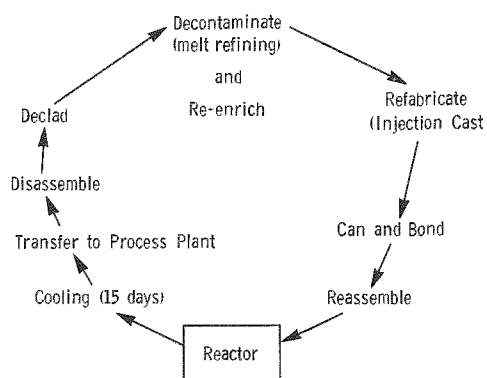 Decontaminate
(melt refining)
and
Re-enrich
Refabricate
(Injection Cast
Declad
Disassemble
Transfer to Process Plant
Can and Bond
Cooling (15 days)
Reassemble
Reactor